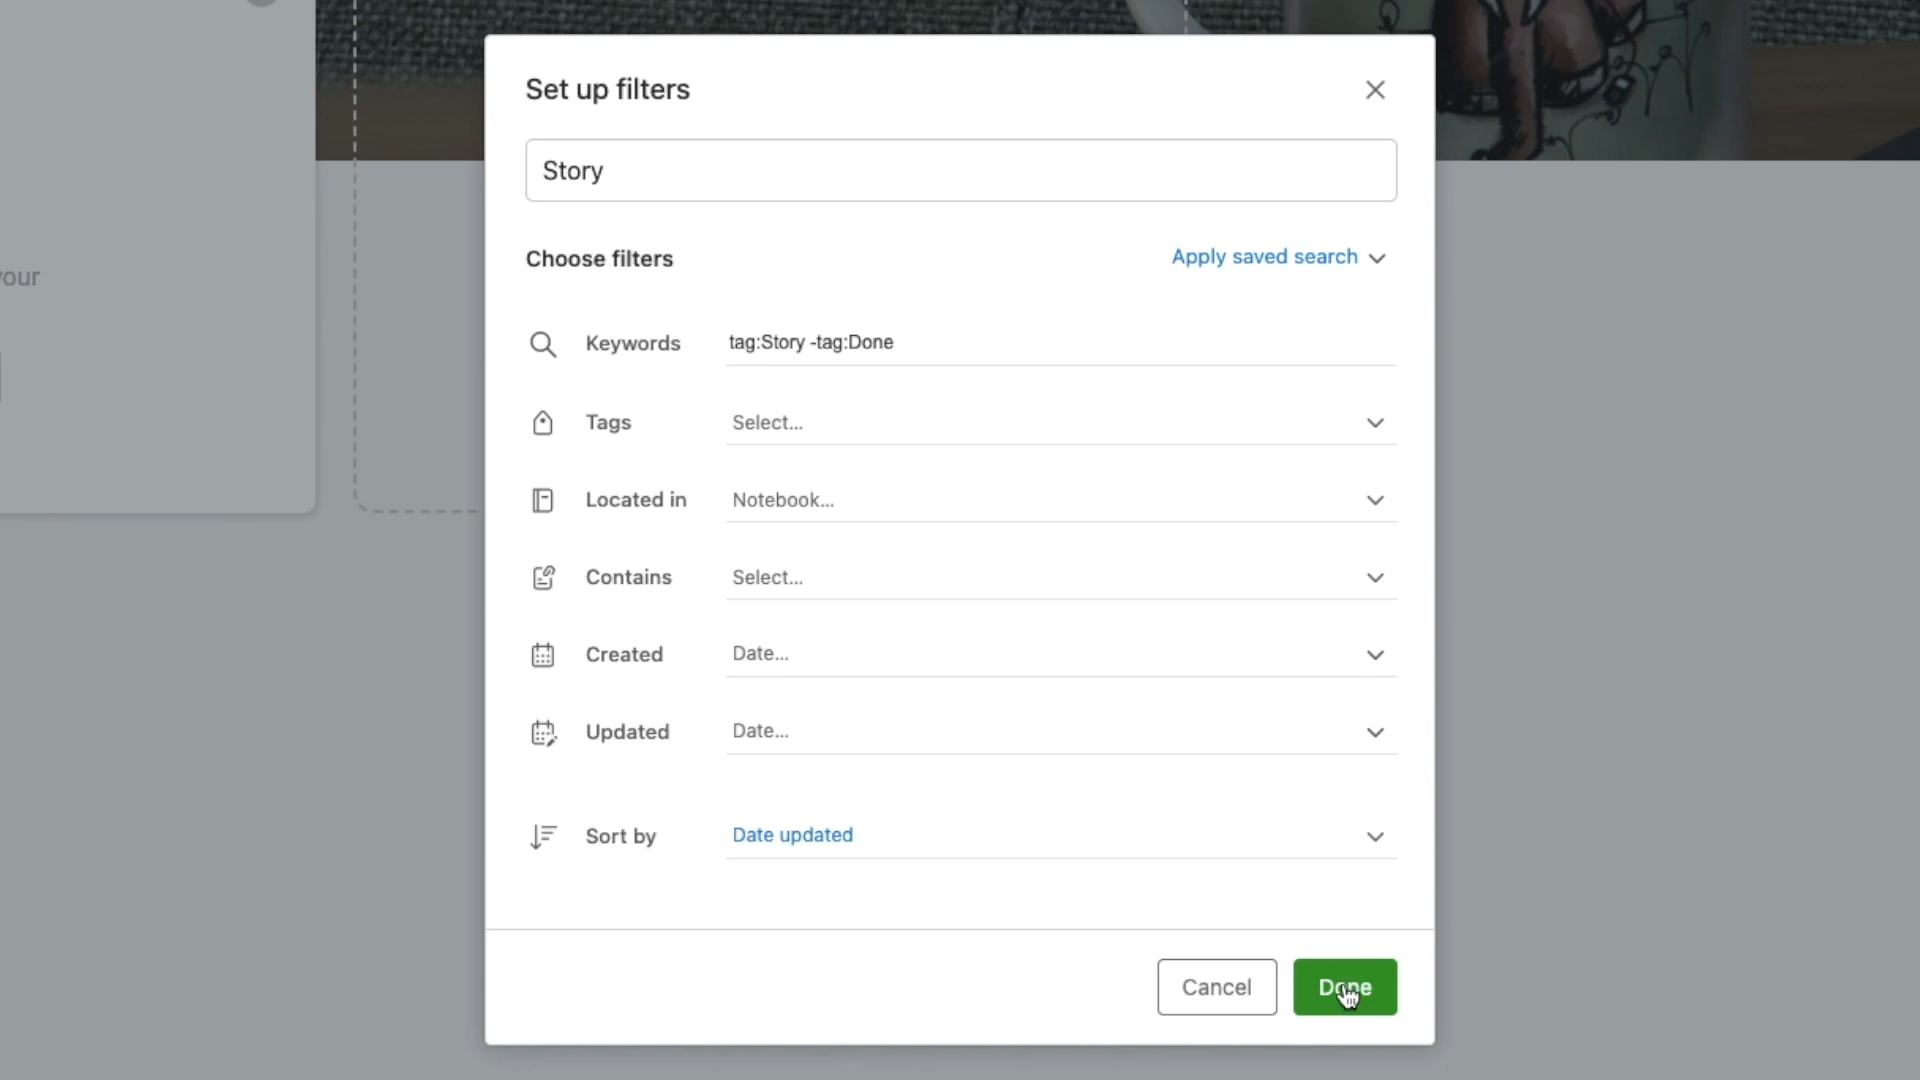 Set up filters
Story
Choose filters
Apply saved search
Keywords
tag:Story -tag:Done
Tags
Select...
Located in
Notebook...
Contains
Select...
Created
Date...
Updated
Date...
Sort by
Date updated
Cancel
Done
your